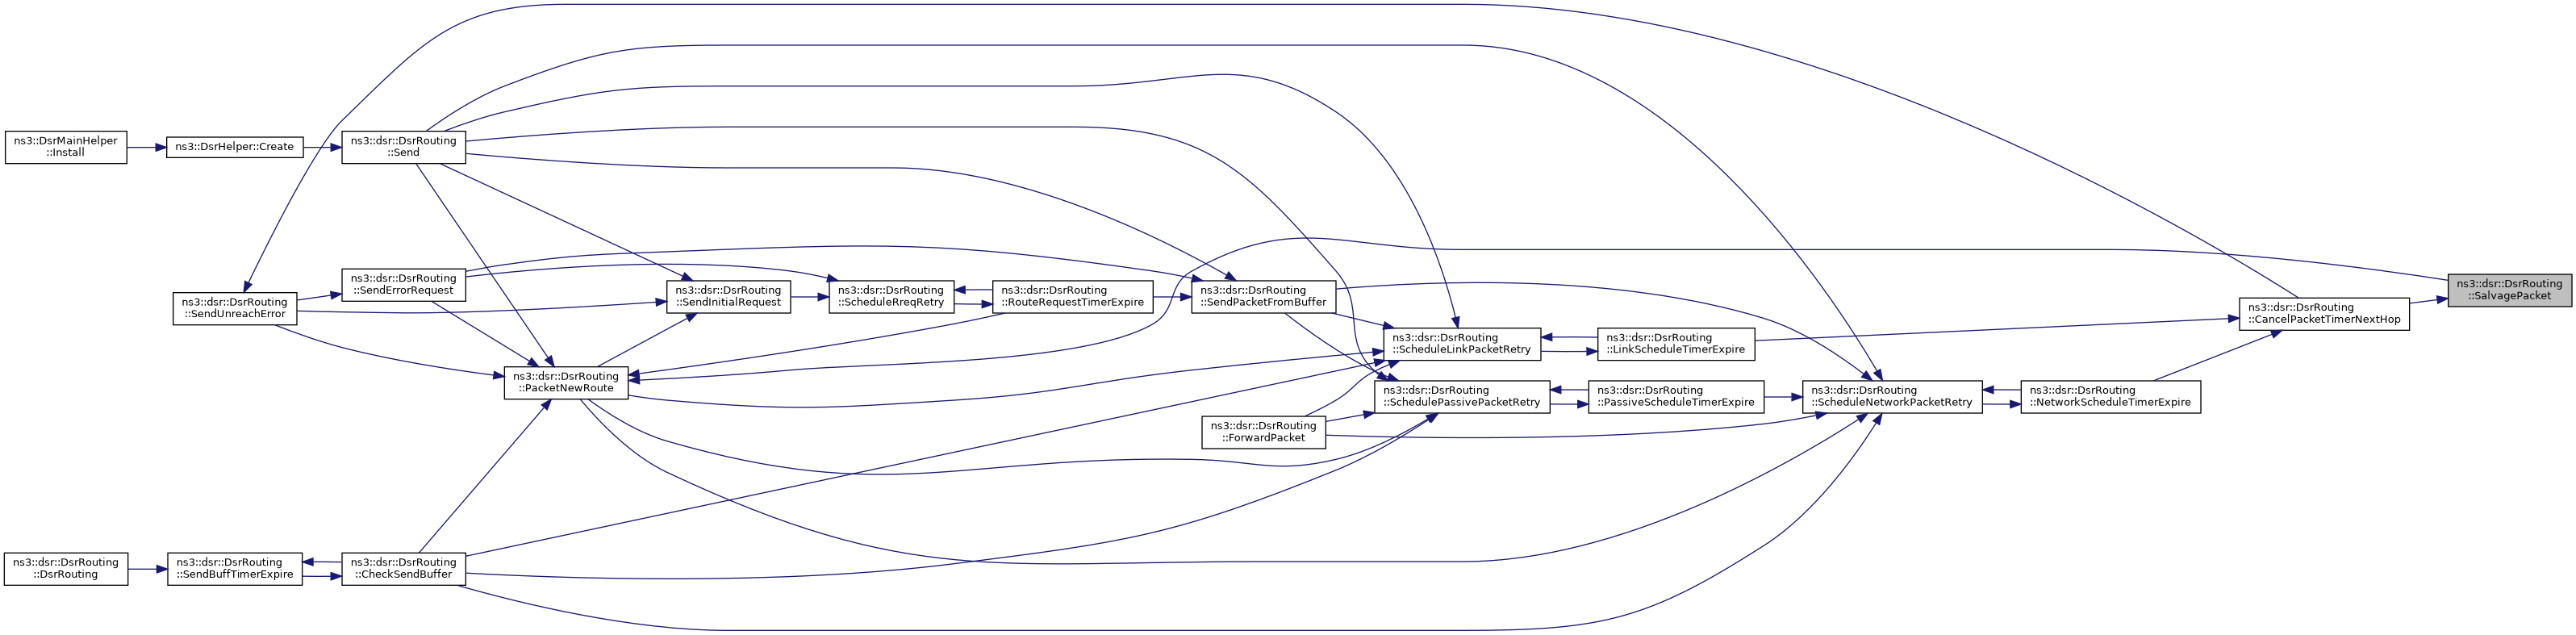 ns3::DsrMainHelper
::Install
ns3::DsrHelper::Create
ns3::dsr::DsrRouting
::Send
ns3::dsr::DsrRouting
::SendErrorRequest
ns3::dsr::DsrRouting
::SendUnreachError
ns3::dsr::DsrRouting
::SendInitialRequest
ns3::dsr::DsrRouting
::ScheduleRreqRetry
ns3::dsr::DsrRouting
::RouteRequestTimerExpire
ns3::dsr::DsrRouting
::SendPacketFromBuffer
ns3::dsr::DsrRouting
::SalvagePacket
ns3::dsr::DsrRouting
::CancelPacketTimerNextHop
ns3::dsr::DsrRouting
::ScheduleLinkPacketRetry
ns3::dsr::DsrRouting
::LinkScheduleTimerExpire
ns3::dsr::DsrRouting
::PacketNewRoute
ns3::dsr::DsrRouting
::SchedulePassivePacketRetry
ns3::dsr::DsrRouting
::PassiveScheduleTimerExpire
ns3::dsr::DsrRouting
::ScheduleNetworkPacketRetry
ns3::dsr::DsrRouting
::NetworkScheduleTimerExpire
ns3::dsr::DsrRouting
::ForwardPacket
ns3::dsr::DsrRouting
::DsrRouting
ns3::dsr::DsrRouting
::SendBuffTimerExpire
ns3::dsr::DsrRouting
::CheckSendBuffer